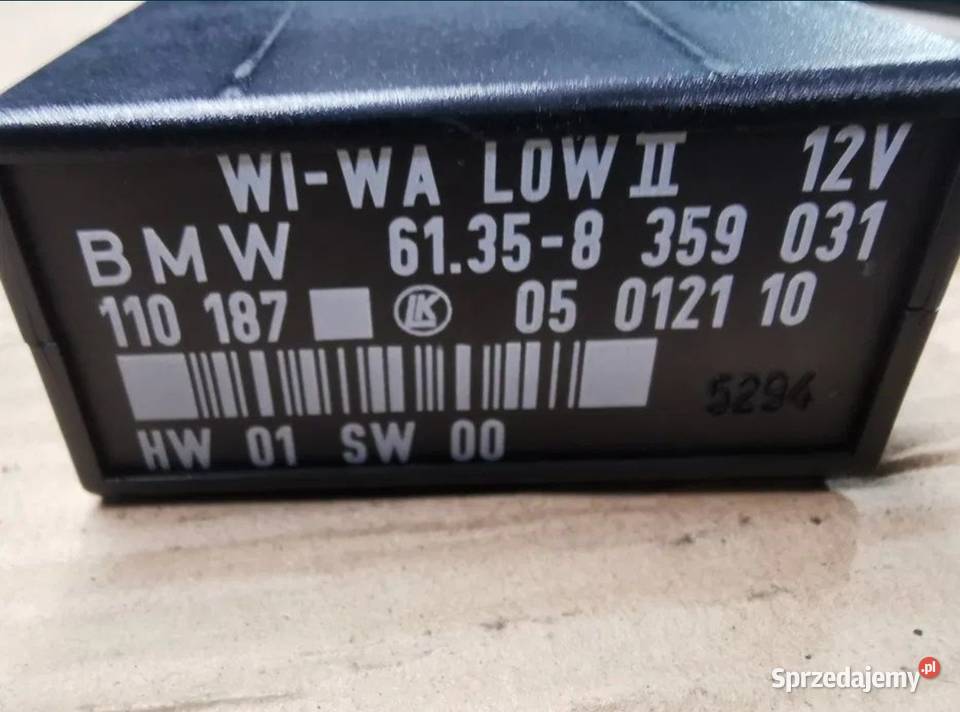 WI-WA LOW II 12V
BMW 61.35-8 359 031
110 187 LK 05 0121 10
5294
HW 01 SW 00
Sprzedajemy.pl